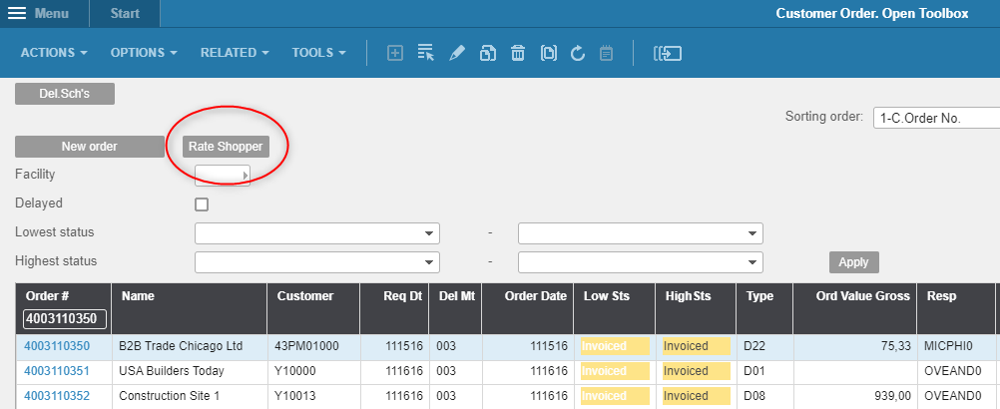 Menu Start Customer Order. Open Toolbox
ACTIONS OPTIONS RELATED TOOLS
Del.Sch's
Sorting order: 1-C.Order No.
New order Rate Shopper
Facility
Delayed
Lowest status -
Highest status - Apply
Order # Name Customer Req Dt Del Mt Order Date Low Sts High Sts Type Ord Value Gross Resp
4003110350
4003110350 B2B Trade Chicago Ltd 43PM01000 111516 003 111516 Invoiced Invoiced D22 75,33 MICPHI0
4003110351 USA Builders Today Y10000 111616 003 111616 Invoiced Invoiced D01 OVEAND0
4003110352 Construction Site 1 Y10013 111616 003 111616 Invoiced Invoiced D08 939,00 OVEAND0